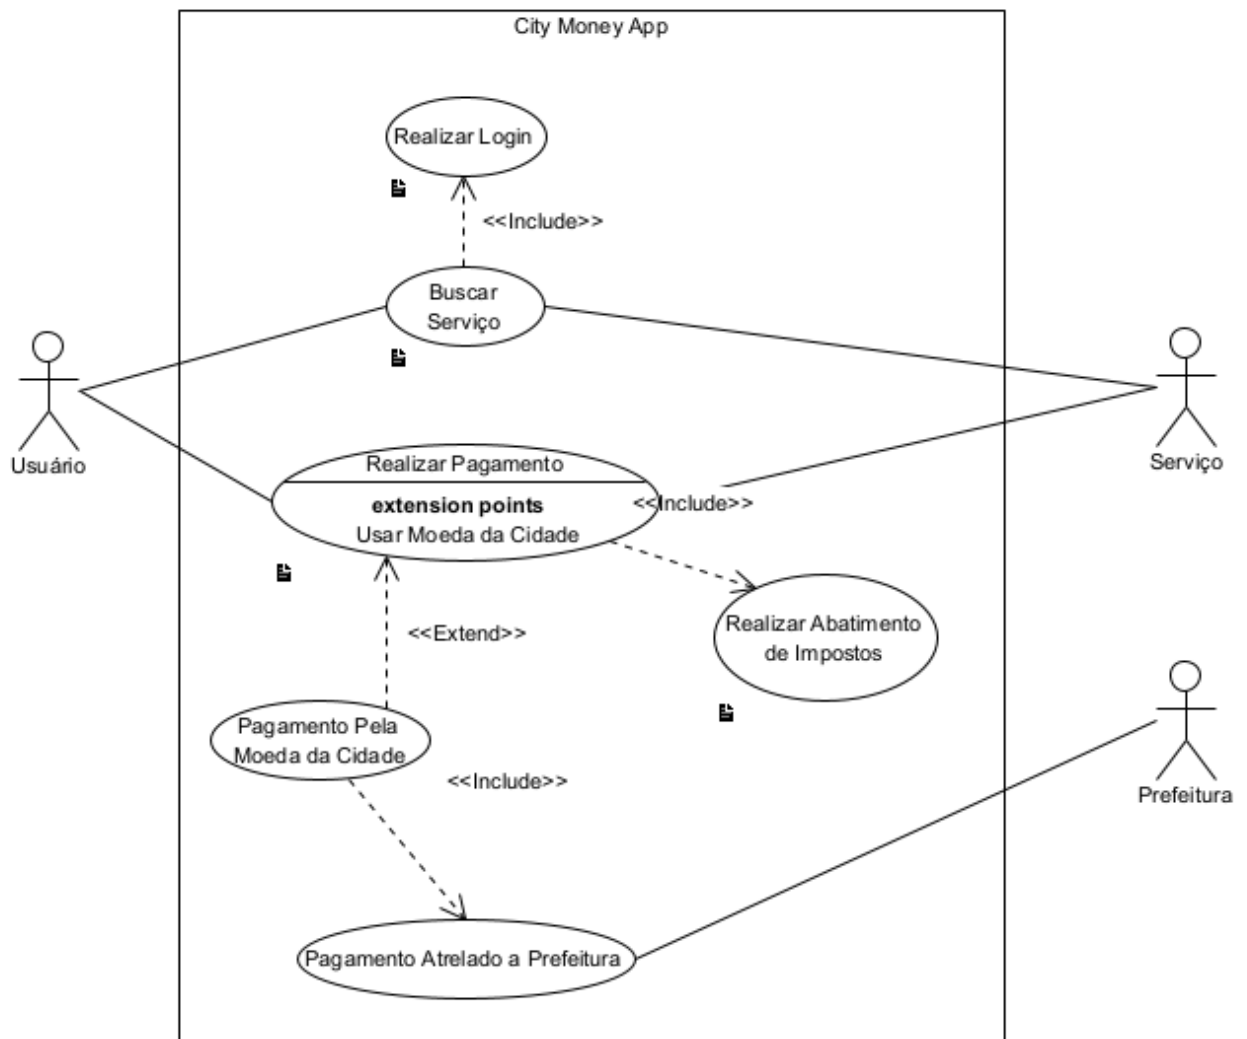 City Money App
Realizar Login
<<Include>>
Buscar
Serviço
Usuário
Serviço
Realizar Pagamento
extension points
Usar Moeda da Cidade
<<Include>>
Realizar Abatimento
de Impostos
<<Extend>>
Pagamento Pela
Moeda da Cidade
<<Include>>
Prefeitura
Pagamento Atrelado a Prefeitura